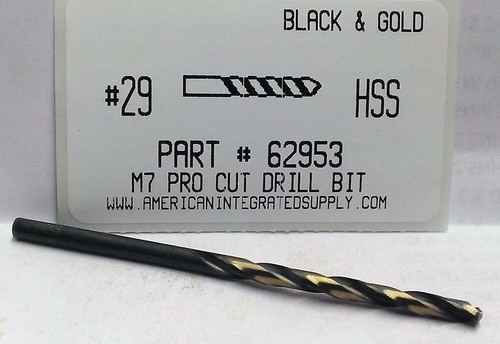 BLACK & GOLD
#29
HSS
PART # 62953
M7 PRO CUT DRILL BIT
WWW.AMERICANINTEGRATEDSUPPLY.COM